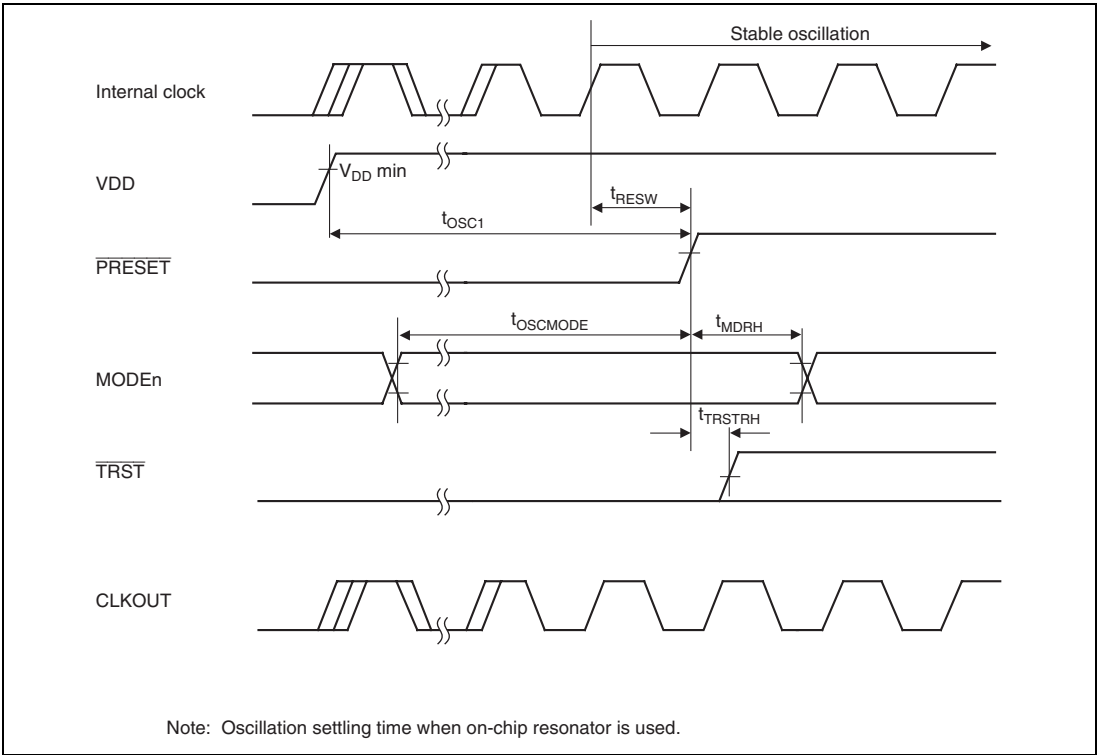 Stable oscillation
Internal clock
VDD
VDD min
tRESW
tOSC1
PRESET
tOSCMODE
tMDRH
MODEn
tTRSTRH
TRST
CLKOUT
Note: Oscillation settling time when on-chip resonator is used.